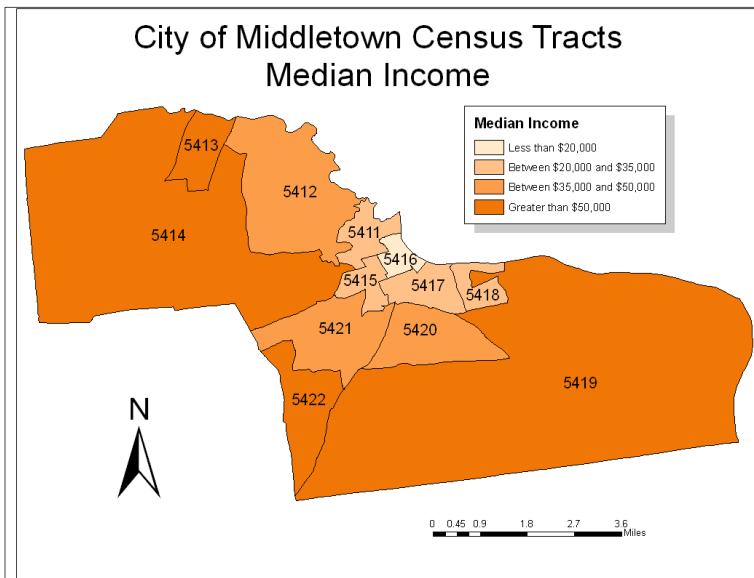 City of Middletown Census Tracts
Median Income
Median Income
Less than $20,000
Between $20,000 and $35,000
Between $35,000 and $50,000
Greater than $50,000
5413
5412
5414
5411
5416
5415
5417
5418
5421
5420
5419
5422
N
0 0.45 0.9 1.8 2.7 3.6
Miles